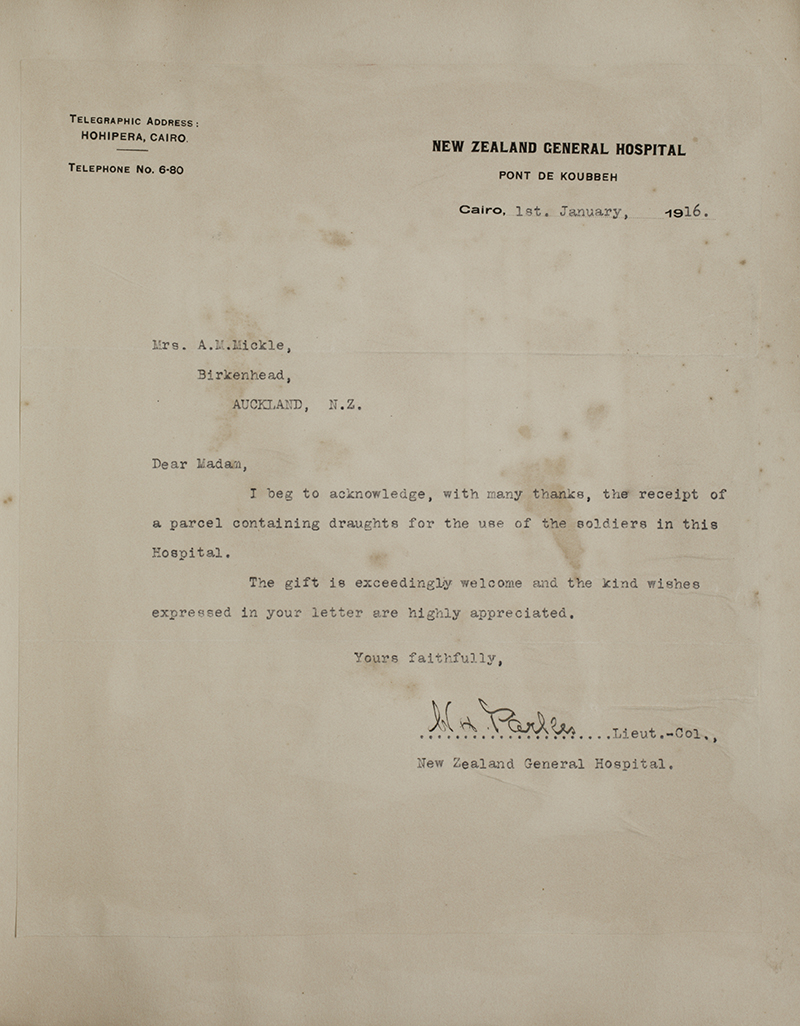 TELEGRAPHIC ADDRESS:
HOHIPERA, CAIRO.
TELEPHONE NO. 6-80
NEW ZEALAND GENERAL HOSPITAL
PONT DE KOUBBEH
Cairo, 1st. January, 1916.
Mrs. A.M.Mickle,
Birkenhead,
AUCKLAND, N.Z.
Dear Madam,
I beg to acknowledge, with many thanks, the receipt of
a parcel containing draughts for the use of the soldiers in this
Hospital.
The gift is exceedingly welcome and the kind wishes
expressed in your letter are highly appreciated.
Yours faithfully,
Parkes....Lieut.-Col.,
New Zealand General Hospital.